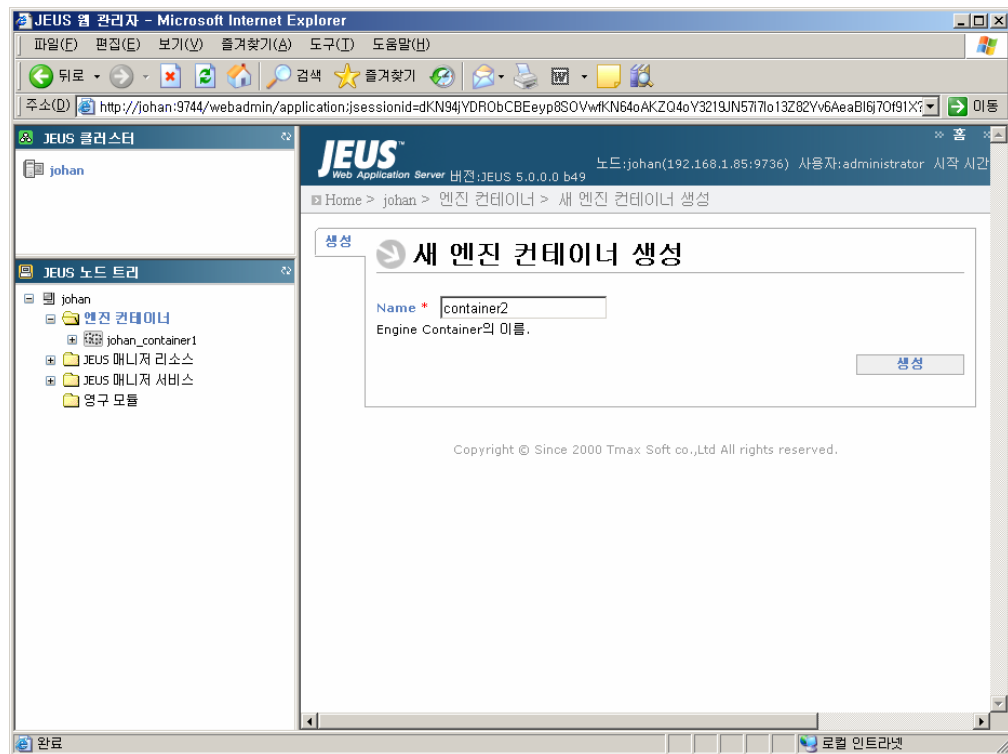 JEUS 웹 관리자 - Microsoft Internet Explorer
파일(F) 편집(E) 보기(V) 즐겨찾기(A) 도구(T) 도움말(H)
뒤로 검색 즐겨찾기
주소(D) http://johan:9744/webadmin/application;jsessionid= 이동
JEUS 클러스터
johan
JEUS 노드 트리
johan
엔진 컨테이너
johan_container1
JEUS 매니저 리소스
JEUS 매니저 서비스
영구 모듈
» 홈 »
JEUS™
Web Application Server 버전:JEUS 5.0.0.0 b49
노드:johan(192.168.1.85:9736) 사용자:administrator 시작 시간
Home > johan > 엔진 컨테이너 > 새 엔진 컨테이너 생성
생성
새 엔진 컨테이너 생성
Name * container2
Engine Container의 이름.
생성
Copyright © Since 2000 Tmax Soft co.,Ltd All rights reserved.
완료
로컬 인트라넷